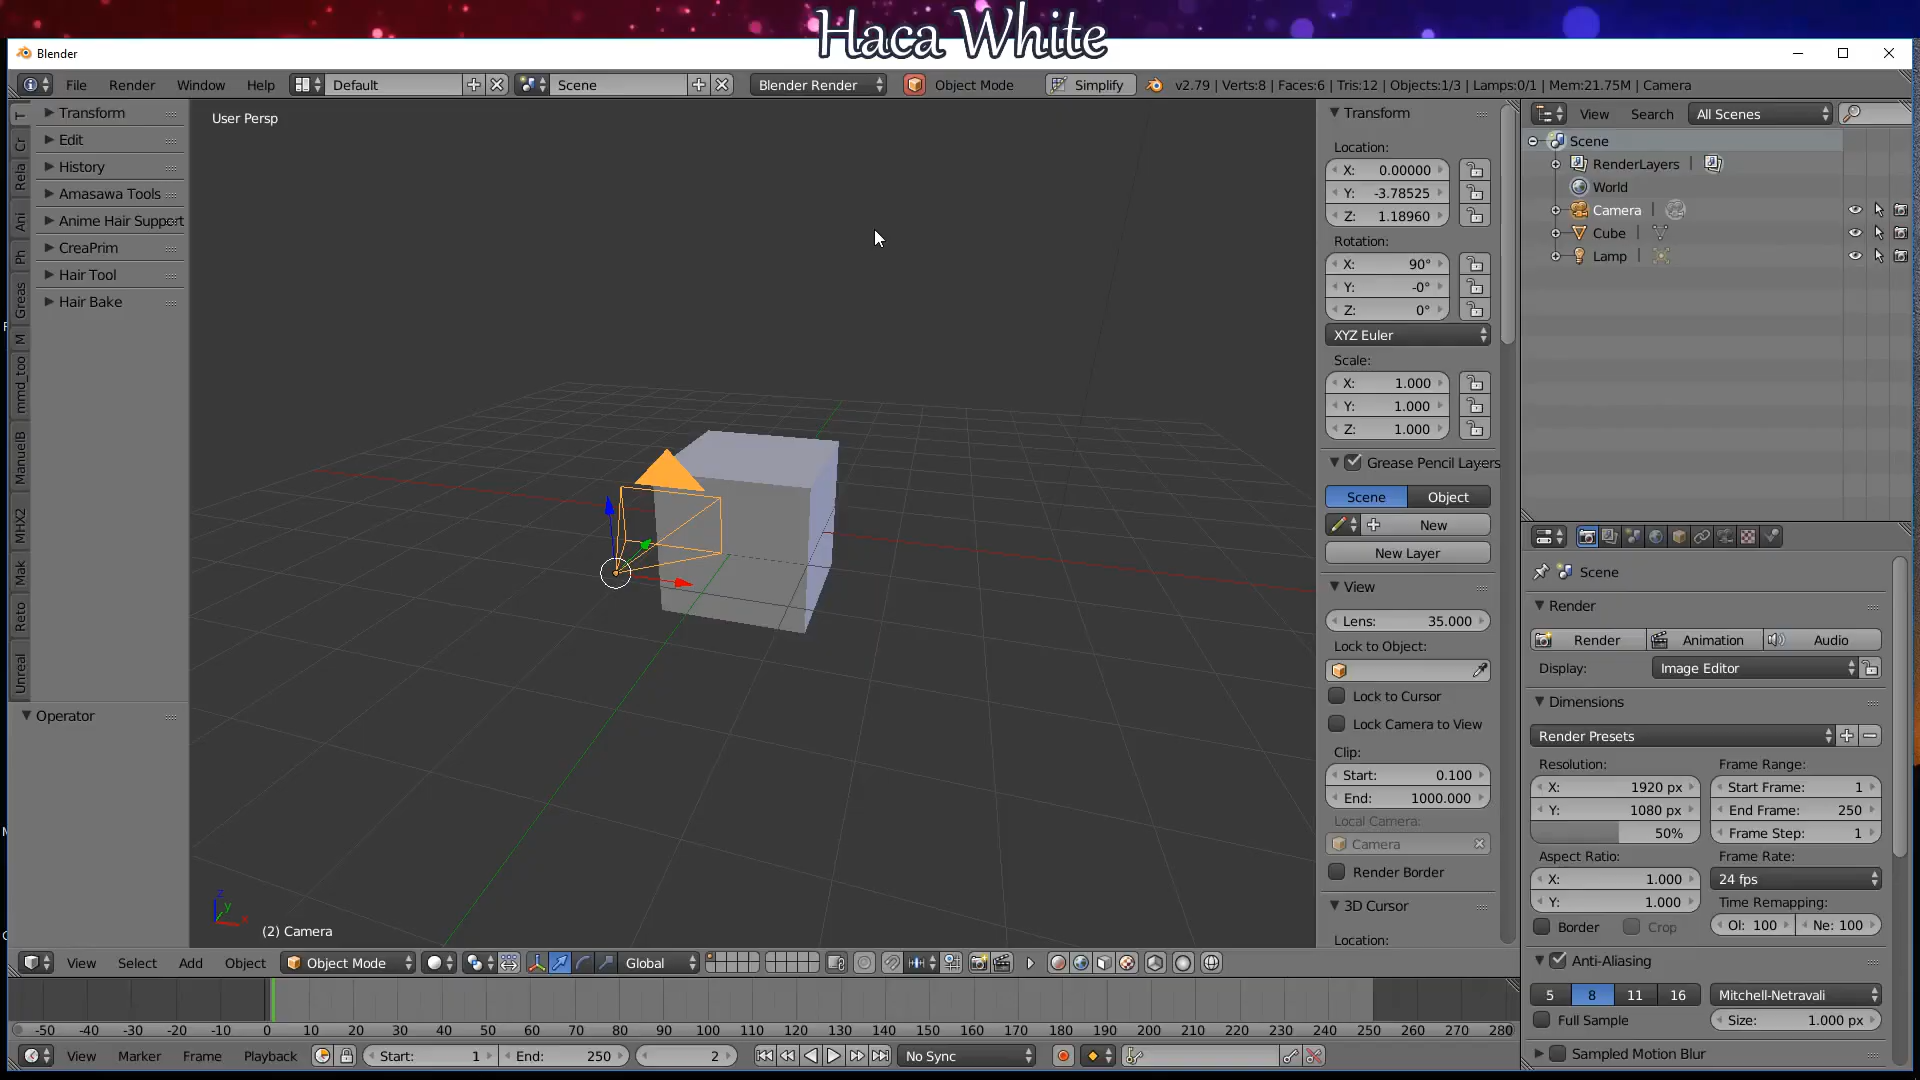 Haca White
Blender
File Render Window Help Default Scene Blender Render Object Mode Simplify v2.79 | Verts:8 | Faces:6 | Tris:12 | Objects:1/3 | Lamps:0/1 | Mem:21.75M | Camera
T
Cr
Rela
Ani
Ph
Greas
M
mmd_too
ManuelB
MHX2
Mak
Reto
Unreal
Transform
Edit
History
Amasawa Tools
Anime Hair Support
CreaPrim
Hair Tool
Hair Bake
Operator
User Persp
z
y
x
(2) Camera
Transform
Location:
X: 0.00000
Y: -3.78525
Z: 1.18960
Rotation:
X: 90°
Y: -0°
Z: 0°
XYZ Euler
Scale:
X: 1.000
Y: 1.000
Z: 1.000
Grease Pencil Layers
Scene Object
New
New Layer
View
Lens: 35.000
Lock to Object:
Lock to Cursor
Lock Camera to View
Clip:
Start: 0.100
End: 1000.000
Local Camera:
Camera
Render Border
3D Cursor
Location:
View Search All Scenes
Scene
RenderLayers |
World
Camera |
Cube |
Lamp |
Scene
Render
Render Animation Audio
Display: Image Editor
Dimensions
Render Presets
Resolution: Frame Range:
X: 1920 px Start Frame: 1
Y: 1080 px End Frame: 250
50% Frame Step: 1
Aspect Ratio: Frame Rate:
X: 1.000 24 fps
Y: 1.000 Time Remapping:
Border Crop Ol: 100 Ne: 100
Anti-Aliasing
5 8 11 16 Mitchell-Netravali
Full Sample Size: 1.000 px
Sampled Motion Blur
View Select Add Object Object Mode Global
-50 -40 -30 -20 -10 0 10 20 30 40 50 60 70 80 90 100 110 120 130 140 150 160 170 180 190 200 210 220 230 240 250 260 270 280
View Marker Frame Playback Start: 1 End: 250 2 No Sync